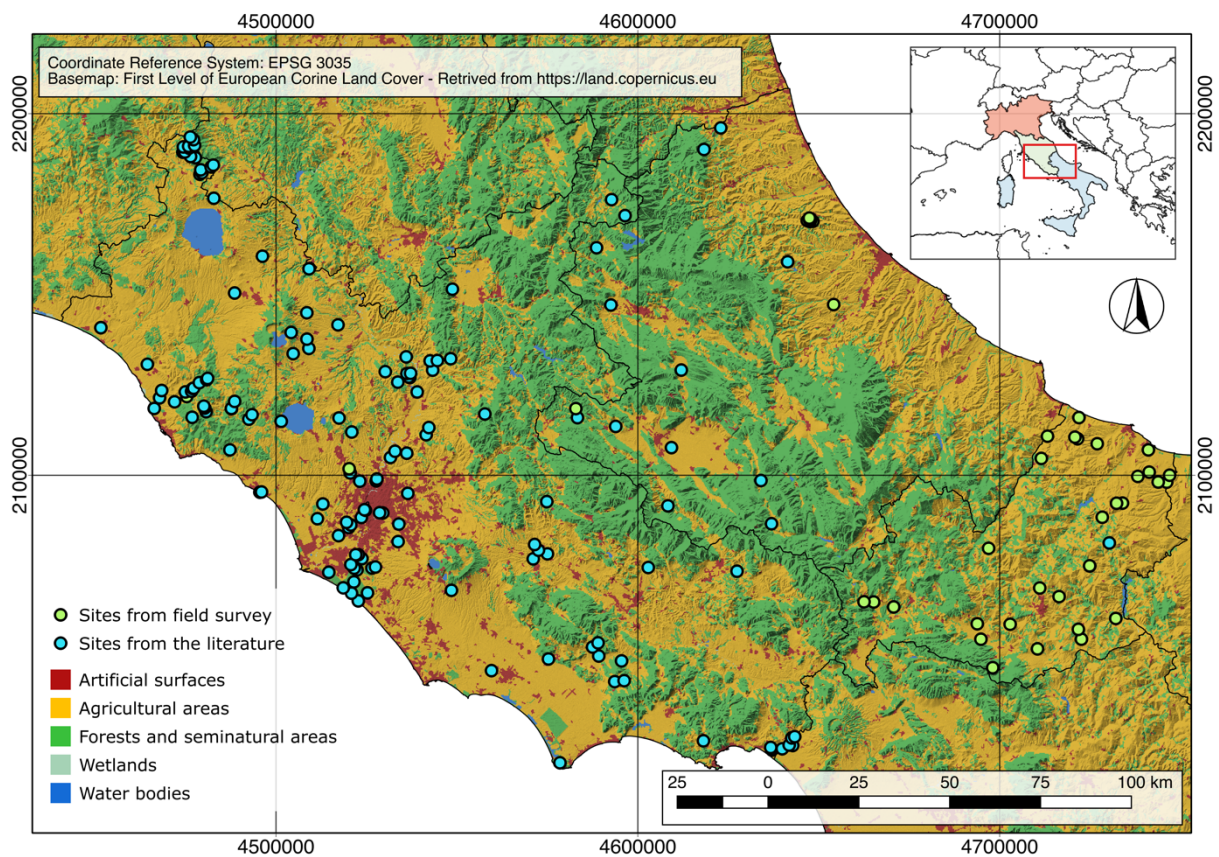 4500000 4600000 4700000
Coordinate Reference System: EPSG 3035
Basemap: First Level of European Corine Land Cover - Retrived from https://land.copernicus.eu
2200000 2200000
2100000 2100000
Sites from field survey
Sites from the literature
Artificial surfaces
Agricultural areas
Forests and seminatural areas
Wetlands
Water bodies
25 0 25 50 75 100 km
4500000 4600000 4700000